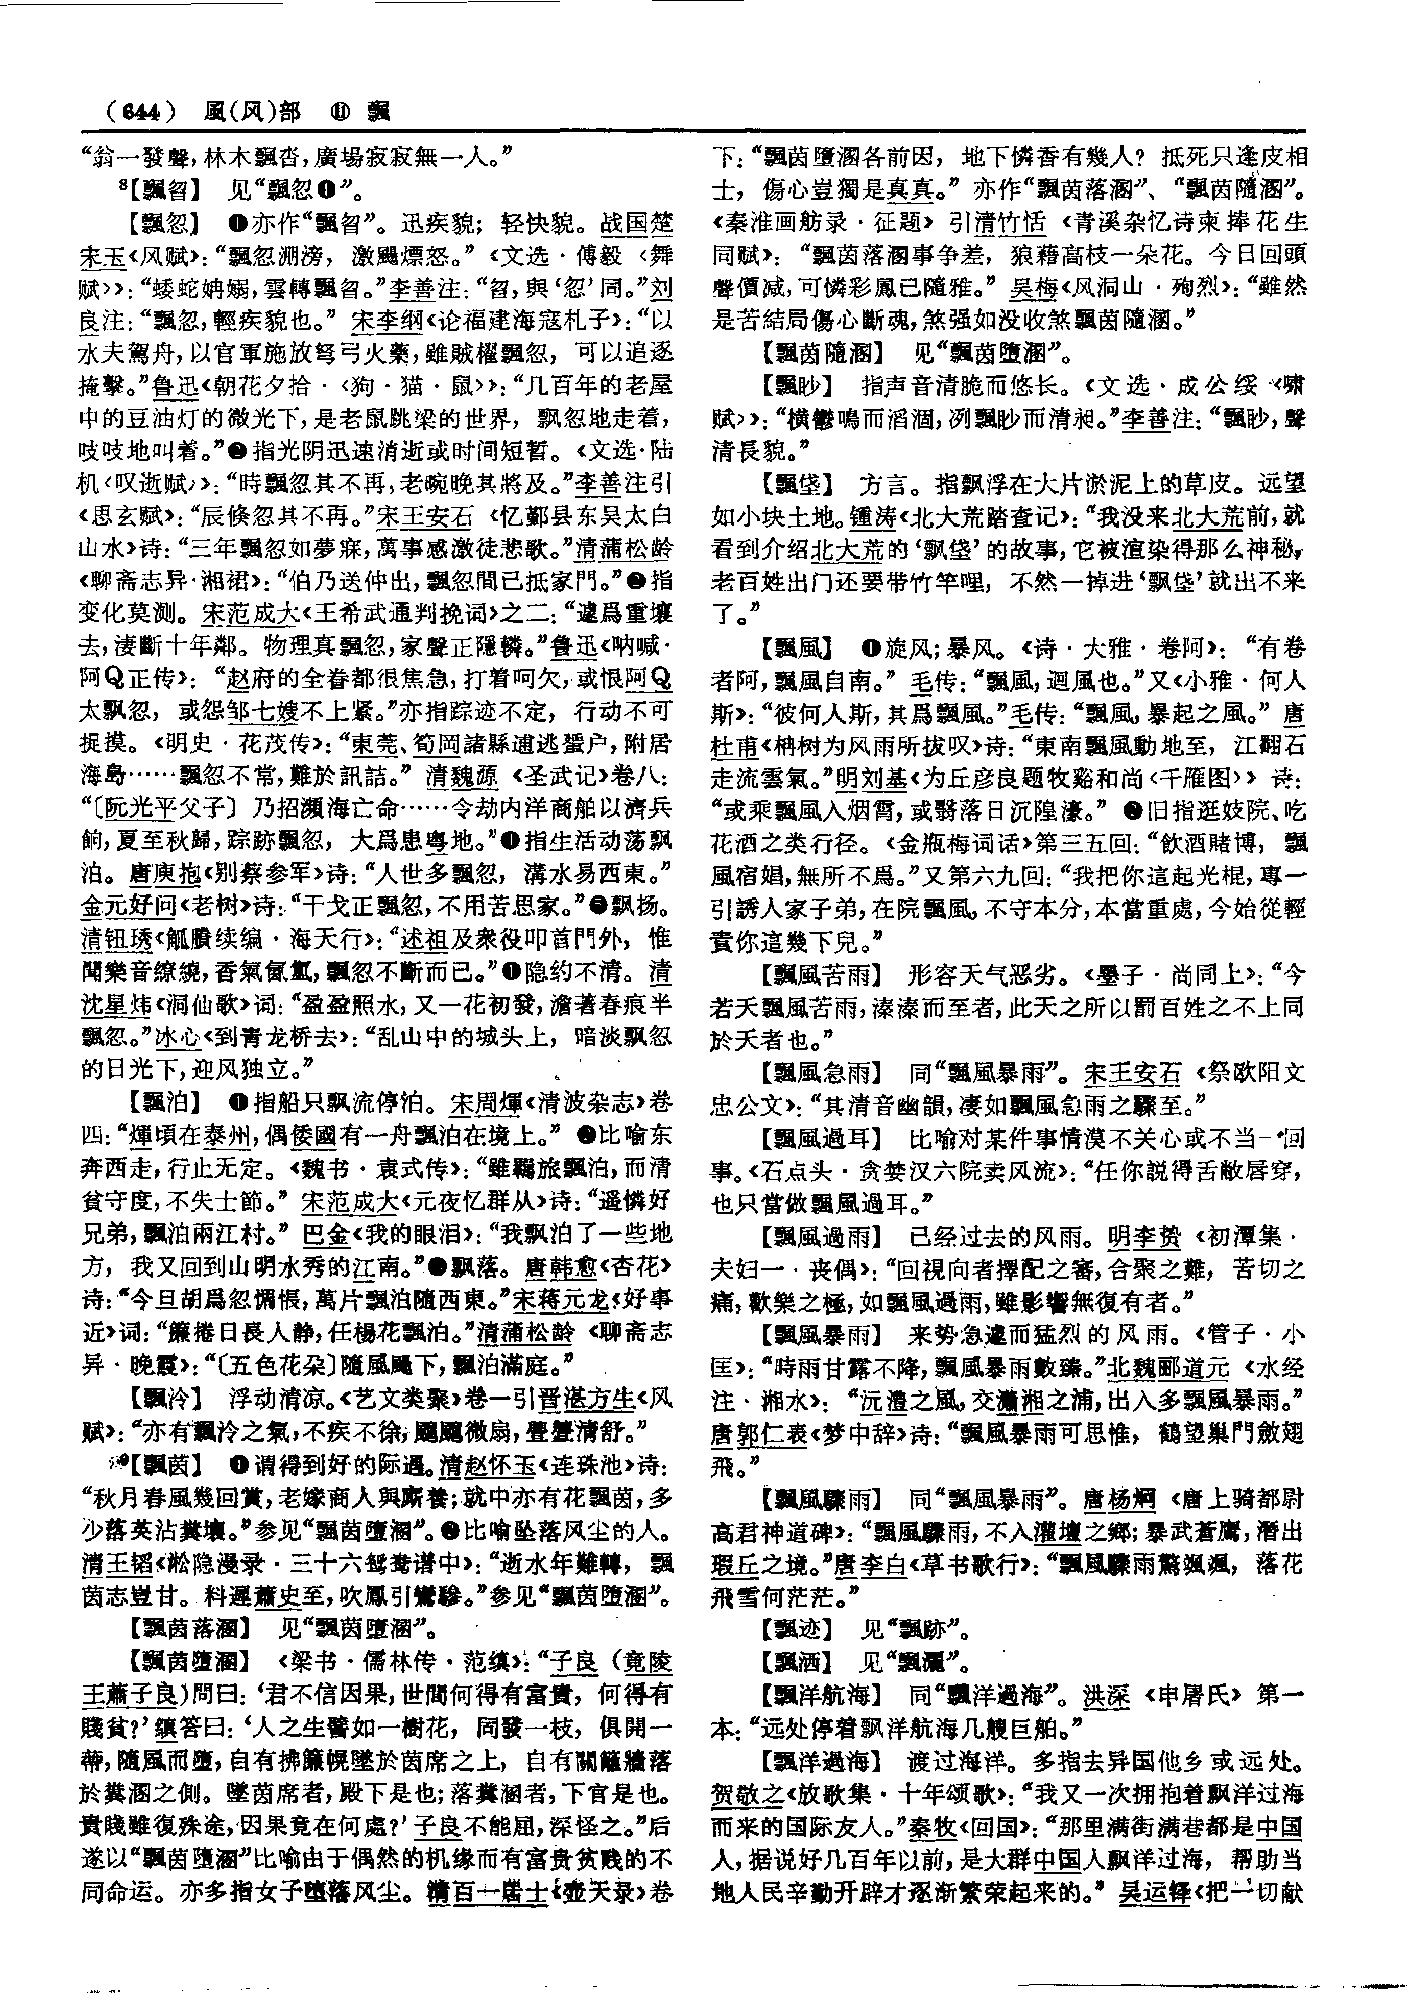 （644） 風(风)部 ⑪ 飄
“翁一發聲，林木飄沓，廣場寂寂無一人。”
⁸【飄曶】 见“飄忽❶”。
【飄忽】 ❶亦作“飄曶”。迅疾貌；轻快貌。战国楚
宋玉《风赋》：“飄忽淜滂，激颺熛怒。”《文选·傅毅〈舞
赋〉》：“蜲蛇姌嫋，雲轉飄曶。”李善注：“曶，與‘忽’同。”刘
良注：“飄忽，輕疾貌也。” 宋李纲《论福建海寇札子》：“以
水夫駕舟，以官軍施放弩弓火藥，雖賊櫂飄忽，可以追逐
掩擊。”鲁迅《朝花夕拾·〈狗·猫·鼠〉》：“几百年的老屋
中的豆油灯的微光下，是老鼠跳梁的世界，飘忽地走着，
吱吱地叫着。”❷指光阴迅速消逝或时间短暂。《文选·陆
机〈叹逝赋〉》：“時飄忽其不再，老晼晚其將及。”李善注引
《思玄赋》：“辰倏忽其不再。”宋王安石《忆鄞县东吴太白
山水》诗：“三年飄忽如夢寐，萬事感激徒悲歌。”清蒲松龄
《聊斋志异·湘裙》：“伯乃送仲出，飄忽間已抵家門。”❸指
变化莫测。宋范成大《王希武通判挽词》之二：“遽爲重壤
去，淒斷十年鄰。物理真飄忽，家聲正隱轔。”鲁迅《呐喊·
阿Q正传》：“赵府的全眷都很焦急，打着呵欠，或恨阿Q
太飘忽，或怨邹七嫂不上紧。”亦指踪迹不定，行动不可
捉摸。《明史·花茂传》：“東莞、筍岡諸縣逋逃蜑户，附居
海島……飄忽不常，難於訊詰。” 清魏源《圣武记》卷八：
“〔阮光平父子〕乃招瀕海亡命……令劫内洋商舶以濟兵
餉，夏至秋歸，踪跡飄忽，大爲患粤地。”❹指生活动荡飘
泊。唐庾抱《别蔡参军》诗：“人世多飄忽，溝水易西東。”
金元好问《老树》诗：“干戈正飄忽，不用苦思家。”❺飘扬。
清钮琇《觚賸续编·海天行》：“述祖及衆役叩首門外，惟
聞樂音繚繞，香氣氤氲，飄忽不斷而已。”❻隐约不清。清
沈星炜《洞仙歌》词：“盈盈照水，又一花初發，澹著春痕半
飄忽。”冰心《到青龙桥去》：“乱山中的城头上，暗淡飘忽
的日光下，迎风独立。”
【飄泊】 ❶指船只飘流停泊。宋周煇《清波杂志》卷
四：“煇頃在泰州，偶倭國有一舟飄泊在境上。” ❷比喻东
奔西走，行止无定。《魏书·袁式传》：“雖羈旅飄泊，而清
貧守度，不失士節。” 宋范成大《元夜忆群从》诗：“遥憐好
兄弟，飄泊兩江村。” 巴金《我的眼泪》：“我飘泊了一些地
方，我又回到山明水秀的江南。”❸飘落。唐韩愈《杏花》
诗：“今旦胡爲忽惆悵，萬片飄泊隨西東。”宋蒋元龙《好事
近》词：“簾捲日長人静，任楊花飄泊。”清蒲松龄《聊斋志
异·晚霞》：“〔五色花朵〕隨風颺下，飄泊滿庭。”
【飄泠】 浮动清凉。《艺文类聚》卷一引晋湛方生《风
赋》：“亦有飄泠之氣，不疾不徐，飂飂微扇，亹亹清舒。”
【飄茵】 ❶谓得到好的际遇。清赵怀玉《连珠池》诗：
“秋月春風幾回賞，老嫁商人與廝養；就中亦有花飄茵，多
少落英沾糞壤。”参见“飄茵墮溷”。❷比喻坠落风尘的人。
清王韬《淞隐漫录·三十六鸳鸯谱中》：“逝水年難轉，飄
茵志豈甘。料遲蕭史至，吹鳳引鸞驂。”参见“飄茵墮溷”。
【飄茵落溷】 见“飄茵墮溷”。
【飄茵墮溷】 《梁书·儒林传·范缜》：“子良（竟陵
王蕭子良）問曰：‘君不信因果，世間何得有富貴，何得有
賤貧？’缜答曰：‘人之生譬如一樹花，同發一枝，俱開一
蔕，随風而墮，自有拂簾幌墜於茵席之上，自有關籬牆落
於糞溷之側。墜茵席者，殿下是也；落糞溷者，下官是也。
貴賤雖復殊途，因果竟在何處？’子良不能屈，深怪之。”后
遂以“飄茵墮溷”比喻由于偶然的机缘而有富贵贫贱的不
同命运。亦多指女子堕落风尘。清百一居士《壶天录》卷
下：“飄茵墮溷各前因，地下憐香有幾人？抵死只逢皮相
士，傷心豈獨是真真。”亦作“飄茵落溷”、“飄茵隨溷”。
《秦淮画舫录·征题》引清竹恬《青溪杂忆诗柬捧花生
同赋》：“飄茵落溷事争差，狼藉高枝一朵花。今日回頭
聲價减，可憐彩鳳已隨雅。” 吴梅《风洞山·殉烈》：“雖然
是苦結局傷心斷魂，煞强如没收煞飄茵隨溷。”
【飄茵隨溷】 见“飄茵墮溷”。
【飄眇】 指声音清脆而悠长。《文选·成公绥〈啸
赋〉》：“横鬱鳴而滔涸，冽飄眇而清昶。”李善注：“飄眇，聲
清長貌。”
【飄垡】 方言。指飘浮在大片淤泥上的草皮。远望
如小块土地。锺涛《北大荒踏查记》：“我没来北大荒前，就
看到介绍北大荒的‘飘垡’的故事，它被渲染得那么神秘，
老百姓出门还要带竹竿哩，不然一掉进‘飘垡’就出不来
了。”
【飄風】 ❶旋风；暴风。《诗·大雅·卷阿》：“有卷
者阿，飄風自南。” 毛传：“飄風，迴風也。”又《小雅·何人
斯》：“彼何人斯，其爲飄風。”毛传：“飄風，暴起之風。” 唐
杜甫《柟树为风雨所拔叹》诗：“東南飄風動地至，江翻石
走流雲氣。”明刘基《为丘彦良题牧谿和尚〈千雁图〉》诗：
“或乘飄風入烟霄，或翳落日沉隍濠。” ❷旧指逛妓院、吃
花酒之类行径。《金瓶梅词话》第三五回：“飲酒賭博，飄
風宿娼，無所不爲。”又第六九回：“我把你這起光棍，專一
引誘人家子弟，在院飄風，不守本分，本當重處，今始從輕
責你這幾下兒。”
【飄風苦雨】 形容天气恶劣。《墨子·尚同上》：“今
若天飄風苦雨，溱溱而至者，此天之所以罰百姓之不上同
於天者也。”
【飄風急雨】 同“飄風暴雨”。宋王安石《祭欧阳文
忠公文》：“其清音幽韻，凄如飄風急雨之驟至。”
【飄風過耳】 比喻对某件事情漠不关心或不当一回
事。《石点头·贪婪汉六院卖风流》：“任你説得舌敝唇穿，
也只當做飄風過耳。”
【飄風過雨】 已经过去的风雨。明李贽《初潭集·
夫妇一·丧偶》：“回視向者擇配之審，合聚之難，苦切之
痛，歡樂之極，如飄風過雨，雖影響無復有者。”
【飄風暴雨】 来势急遽而猛烈的风雨。《管子·小
匡》：“時雨甘露不降，飄風暴雨數臻。”北魏郦道元《水经
注·湘水》：“沅澧之風，交瀟湘之浦，出入多飄風暴雨。”
唐郭仁表《梦中辞》诗：“飄風暴雨可思惟，鶴望巢門斂翅
飛。”
【飄風驟雨】 同“飄風暴雨”。唐杨炯《唐上骑都尉
高君神道碑》：“飄風驟雨，不入灌壇之鄉；暴武蒼鷹，潛出
瑕丘之境。”唐李白《草书歌行》：“飄風驟雨驚颯颯，落花
飛雪何茫茫。”
【飄迹】 见“飄跡”。
【飄洒】 见“飄灑”。
【飄洋航海】 同“飄洋過海”。洪深《申屠氏》第一
本：“远处停着飘洋航海几艘巨舶。”
【飄洋過海】 渡过海洋。多指去异国他乡或远处。
贺敬之《放歌集·十年颂歌》：“我又一次拥抱着飘洋过海
而来的国际友人。”秦牧《回国》：“那里满街满巷都是中国
人，据说好几百年以前，是大群中国人飘洋过海，帮助当
地人民辛勤开辟才逐渐繁荣起来的。” 吴运铎《把一切献